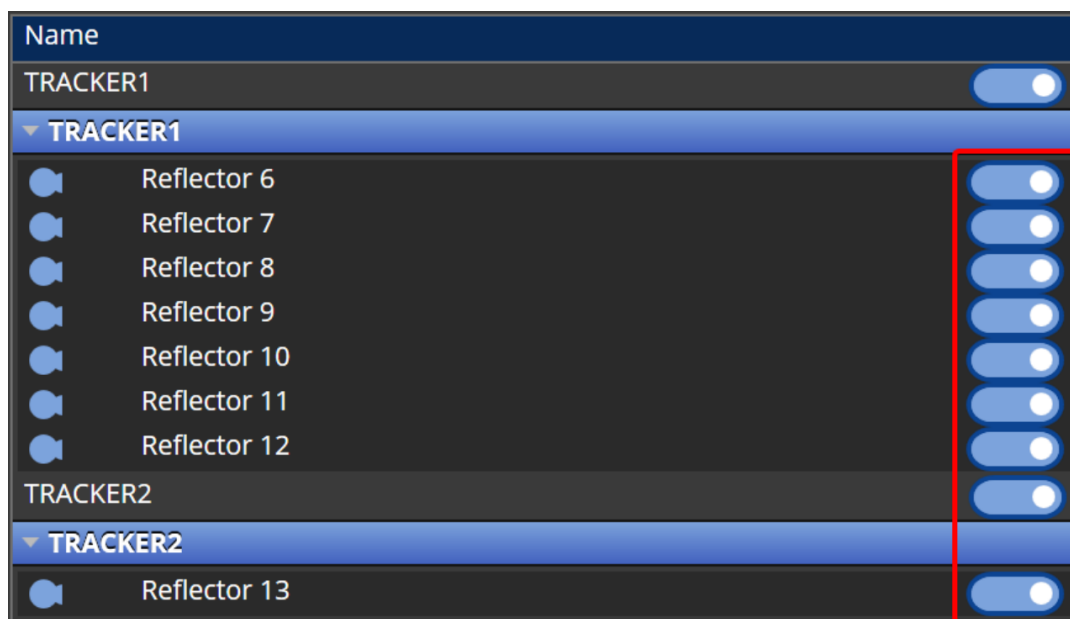 Name
TRACKER1
TRACKER1
Reflector 6
Reflector 7
Reflector 8
Reflector 9
Reflector 10
Reflector 11
Reflector 12
TRACKER2
TRACKER2
Reflector 13